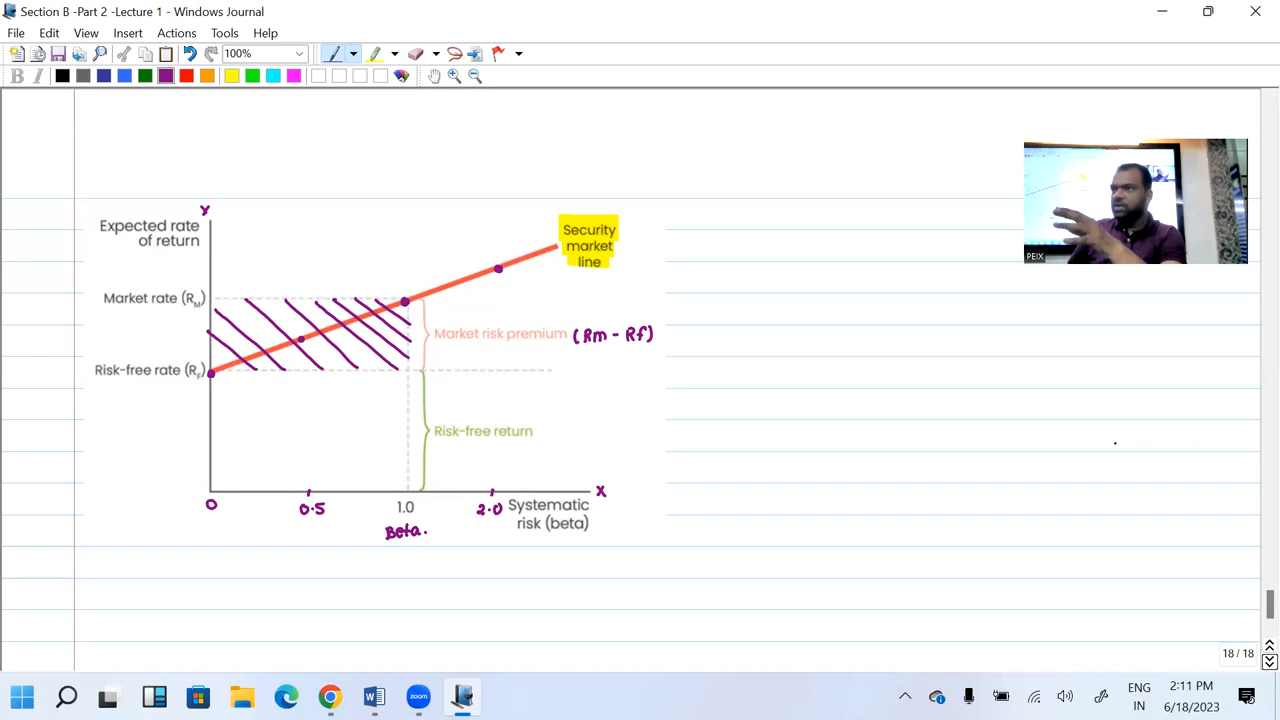 Section B -Part 2 -Lecture 1 - Windows Journal
File Edit View Insert Actions Tools Help
100%
B I
PEIX
Y
Expected rate
of return
Security
market
line
Market rate (RM)
Market risk premium (Rm - Rf)
Risk-free rate (RF)
Risk-free return
X
0 0.5 1.0 2.0 Systematic
risk (beta)
Beta.
18 / 18
zoom
ENG
IN
2:11 PM
6/18/2023